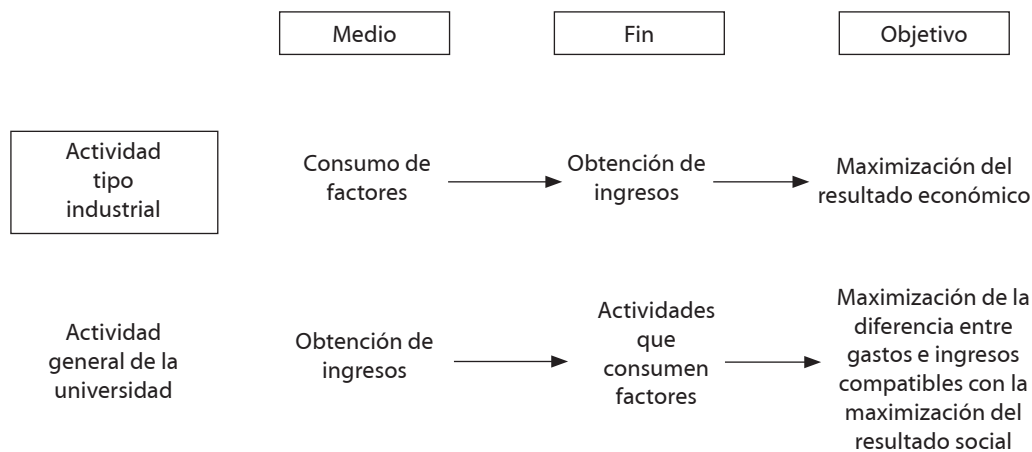 Medio
Fin
Objetivo
Actividad
tipo
industrial
Consumo de
factores
Obtención de
ingresos
Maximización del
resultado económico
Actividad
general de la
universidad
Obtención de
ingresos
Actividades
que
consumen
factores
Maximización de la
diferencia entre
gastos e ingresos
compatibles con la
maximización del
resultado social